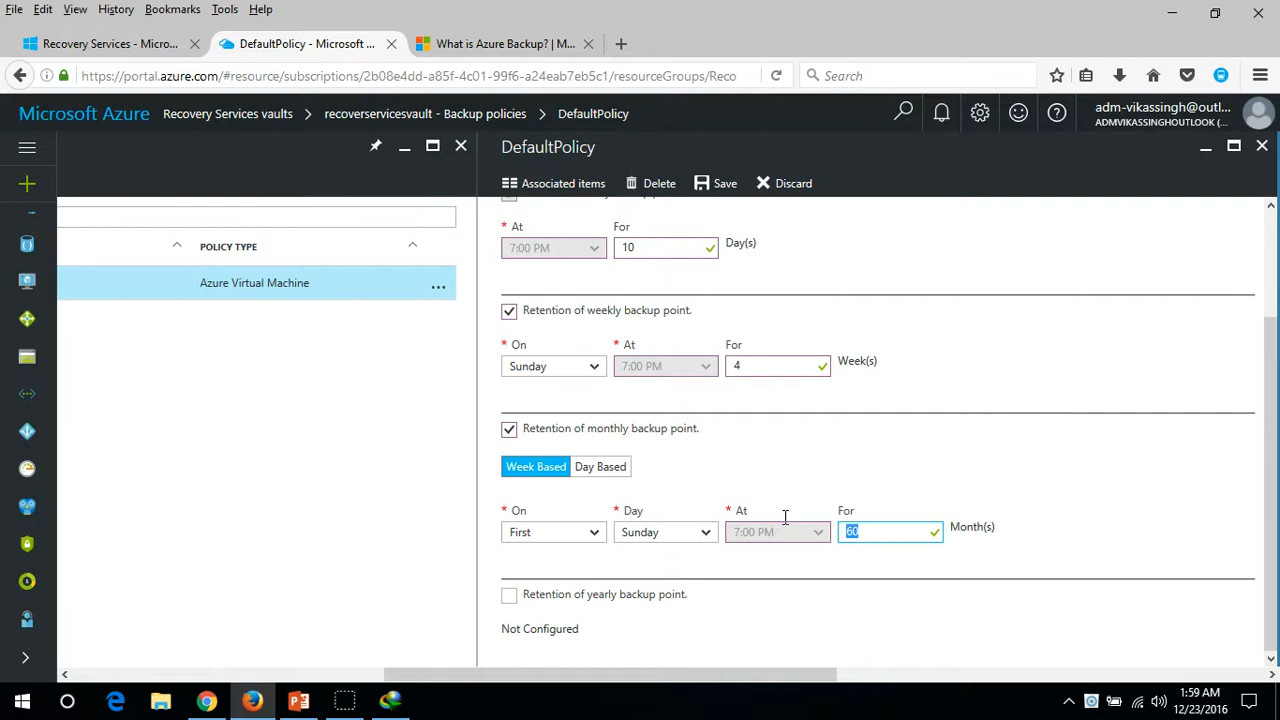 File Edit View History Bookmarks Tools Help
Recovery Services - Micro...
DefaultPolicy - Microsoft ...
What is Azure Backup? | M...
https://portal.azure.com/#resource/subscriptions/2b08e4dd-a85f-4c01-99f6-a243b7eb5c1/resourceGroups/Reco
Search
Microsoft Azure Recovery Services vaults > recoverservicesvault - Backup policies > DefaultPolicy
adm-vikassingh@outl...
ADMVIKASSINGHOUTLOOK (...
DefaultPolicy
Associated items Delete Save Discard
* At For
7:00 PM 10 Day(s)
POLICY TYPE
Azure Virtual Machine ...
Retention of weekly backup point.
* On * At For
Sunday 7:00 PM 4 Week(s)
Retention of monthly backup point.
Week Based Day Based
* On * Day * At For
First Sunday 7:00 PM 60 Month(s)
Retention of yearly backup point.
Not Configured
1:59 AM
12/23/2016